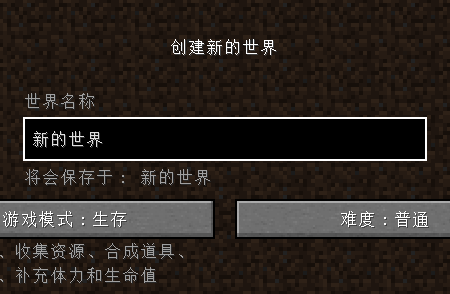 创建新的世界
世界名称
新的世界
将会保存于： 新的世界
游戏模式：生存
难度：普通
、收集资源、合成道具、
、补充体力和生命值